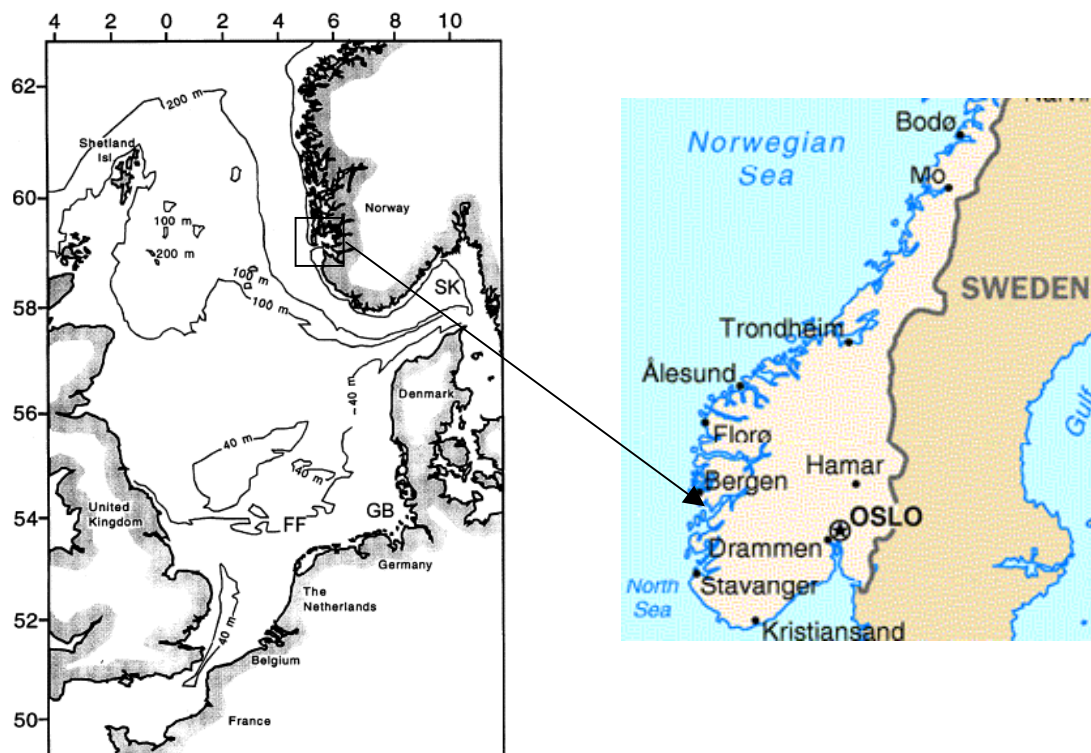 4 2 0 2 4 6 8 10
62
60
58
56
54
52
50
200 m
Shetland
Isl
100 m
200 m
Norway
100 m
100 m
SK
40 m
Denmark
40 m
40 m
United
Kingdom
FF
GB
Germany
The
Netherlands
40 m
Belgium
France
Norwegian
Sea
Bodø
Mo
SWEDEN
Trondheim
Ålesund
Florø
Bergen
Hamar
OSLO
Drammen
North
Sea
Stavanger
Kristiansand